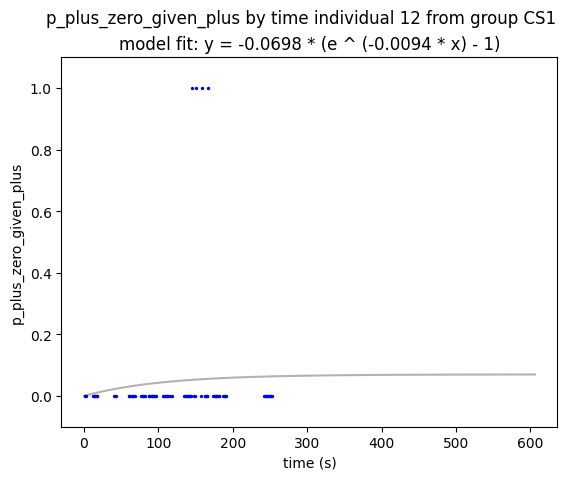 p_plus_zero_given_plus by time individual 12 from group CS1
model fit: y = -0.0698 * (e ^ (-0.0094 * x) - 1)
1.0
0.8
0.6
0.4
0.2
0.0
p_plus_zero_given_plus
0 100 200 300 400 500 600
time (s)